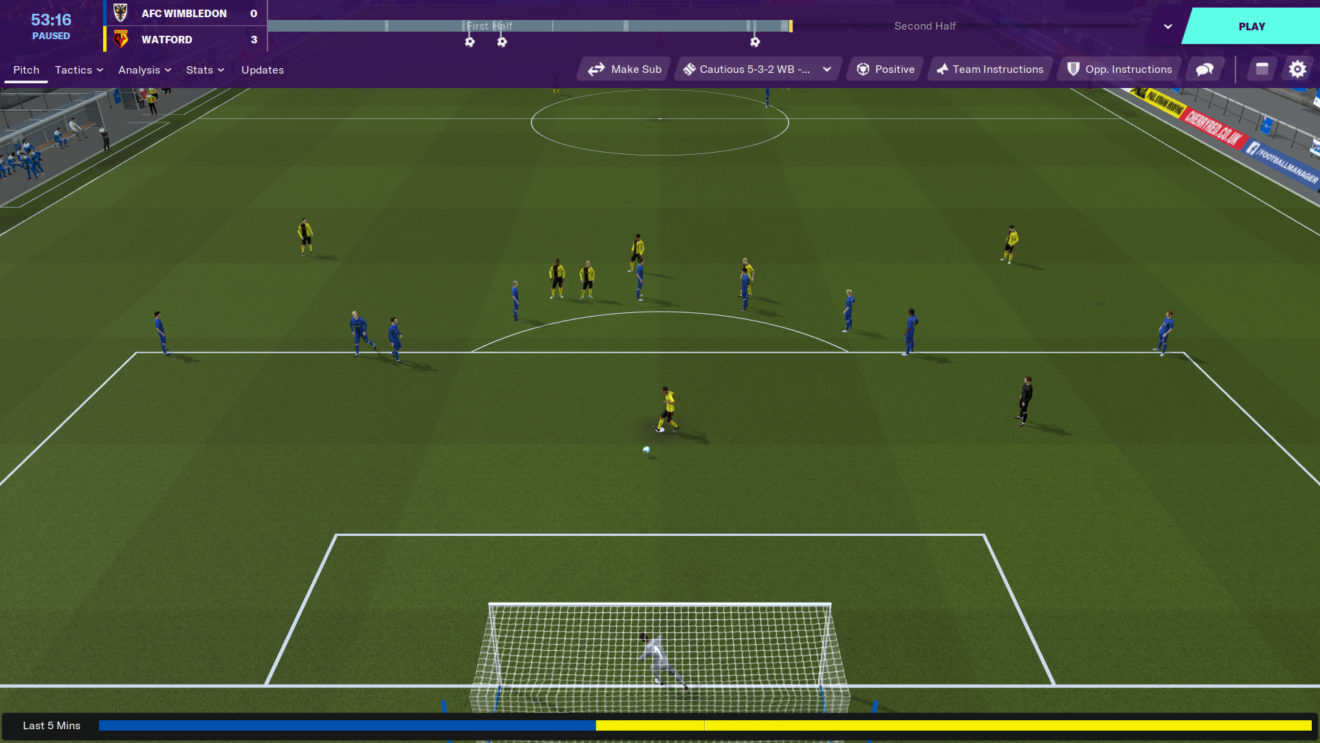 53:16
PAUSED
AFC WIMBLEDON 0
WATFORD 3
First Half
Second Half
PLAY
Pitch Tactics Analysis Stats Updates
Make Sub Cautious 5-3-2 WB -... Positive Team Instructions Opp. Instructions
CHERRYRED.CO.UK
/FOOTBALLMANAGER
Last 5 Mins